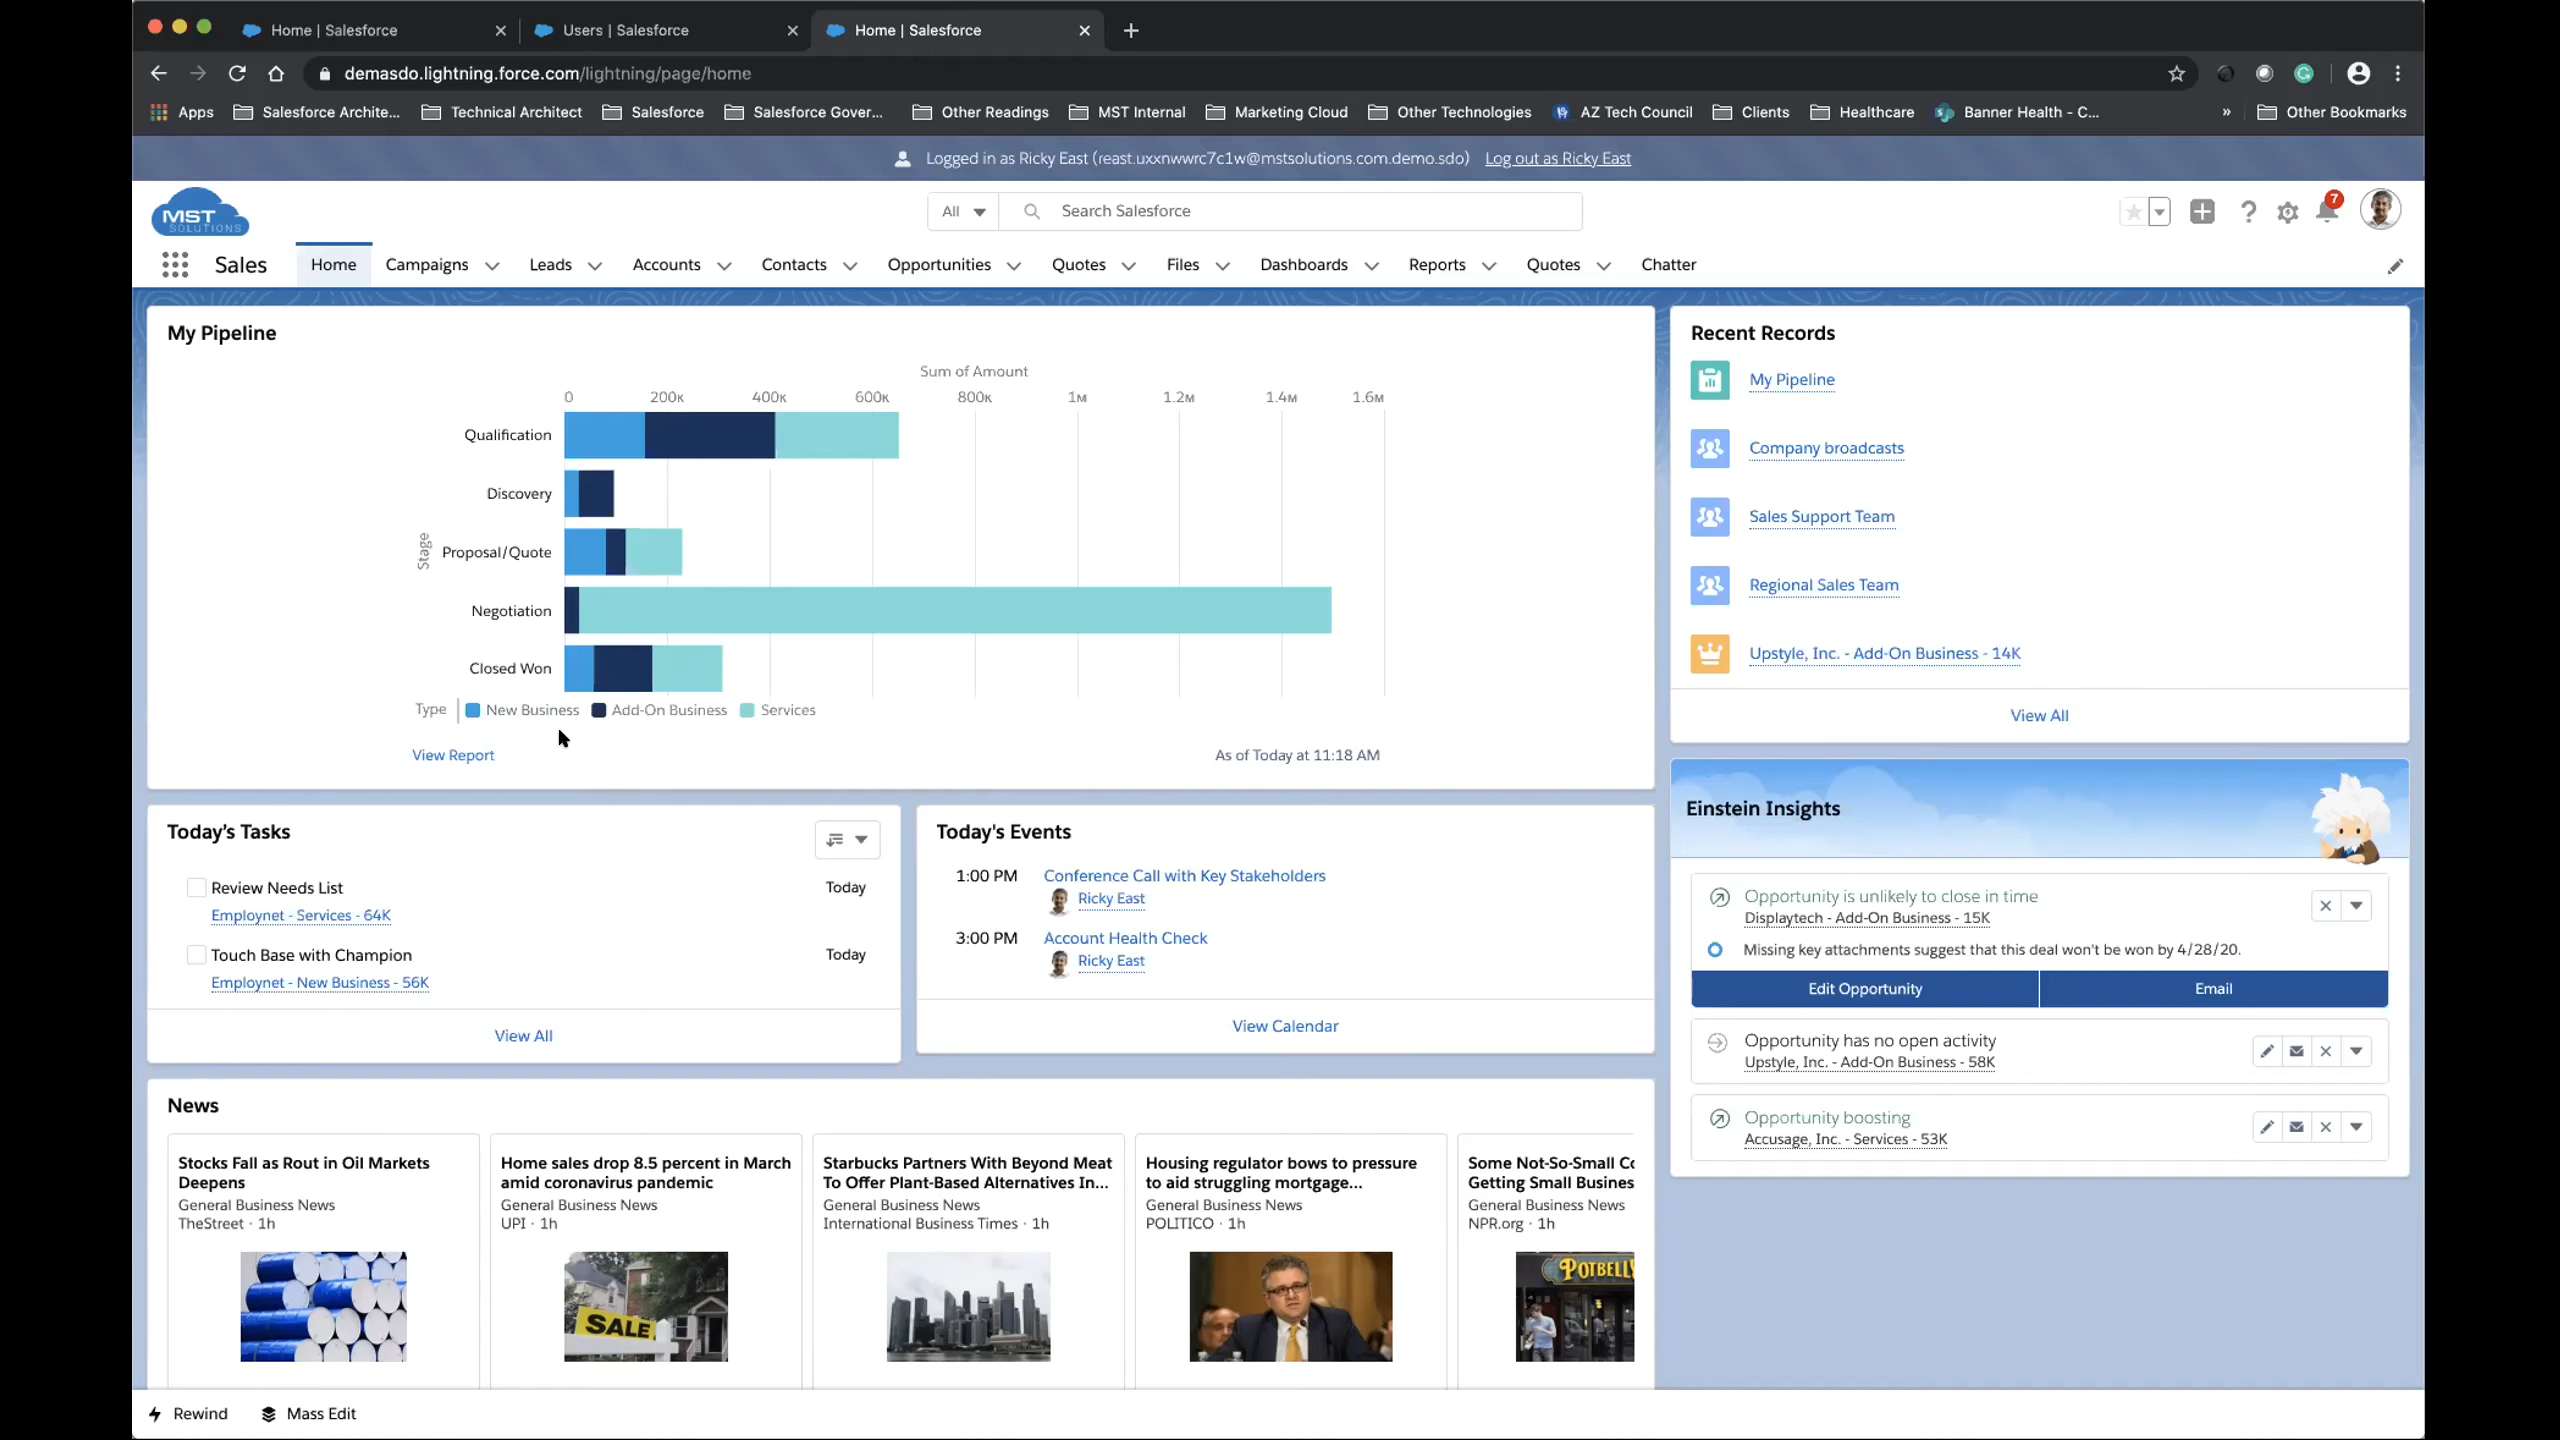 Home | Salesforce
Users | Salesforce
Home | Salesforce
demasdo.lightning.force.com/lightning/page/home
Apps
Salesforce Archite...
Technical Architect
Salesforce
Salesforce Gover...
Other Readings
MST Internal
Marketing Cloud
Other Technologies
AZ Tech Council
Clients
Healthcare
Banner Health - C...
»
Other Bookmarks
Logged in as Ricky East (reast.uxxnwwrc7c1w@mstsolutions.com.demo.sdo) Log out as Ricky East
MST
SOLUTIONS
All
Search Salesforce
7
Sales
Home
Campaigns
Leads
Accounts
Contacts
Opportunities
Quotes
Files
Dashboards
Reports
Quotes
Chatter
My Pipeline
Sum of Amount
0 200K 400K 600K 800K 1M 1.2M 1.4M 1.6M
Stage
Qualification
Discovery
Proposal/Quote
Negotiation
Closed Won
Type New Business Add-On Business Services
View Report
As of Today at 11:18 AM
Recent Records
My Pipeline
Company broadcasts
Sales Support Team
Regional Sales Team
Upstyle, Inc. - Add-On Business - 14K
View All
Today's Tasks
Review Needs List Today
Employnet - Services - 64K
Touch Base with Champion Today
Employnet - New Business - 56K
View All
Today's Events
1:00 PM Conference Call with Key Stakeholders
Ricky East
3:00 PM Account Health Check
Ricky East
View Calendar
Einstein Insights
Opportunity is unlikely to close in time
Displaytech - Add-On Business - 15K
Missing key attachments suggest that this deal won't be won by 4/28/20.
Edit Opportunity
Email
Opportunity has no open activity
Upstyle, Inc. - Add-On Business - 58K
Opportunity boosting
Accusage, Inc. - Services - 53K
News
Stocks Fall as Rout in Oil Markets
Deepens
General Business News
TheStreet · 1h
Home sales drop 8.5 percent in March
amid coronavirus pandemic
General Business News
UPI · 1h
SALE
Starbucks Partners With Beyond Meat
To Offer Plant-Based Alternatives In...
General Business News
International Business Times · 1h
Housing regulator bows to pressure
to aid struggling mortgage...
General Business News
POLITICO · 1h
Some Not-So-Small Co
Getting Small Busines
General Business News
NPR.org · 1h
POTBELLY
Rewind
Mass Edit